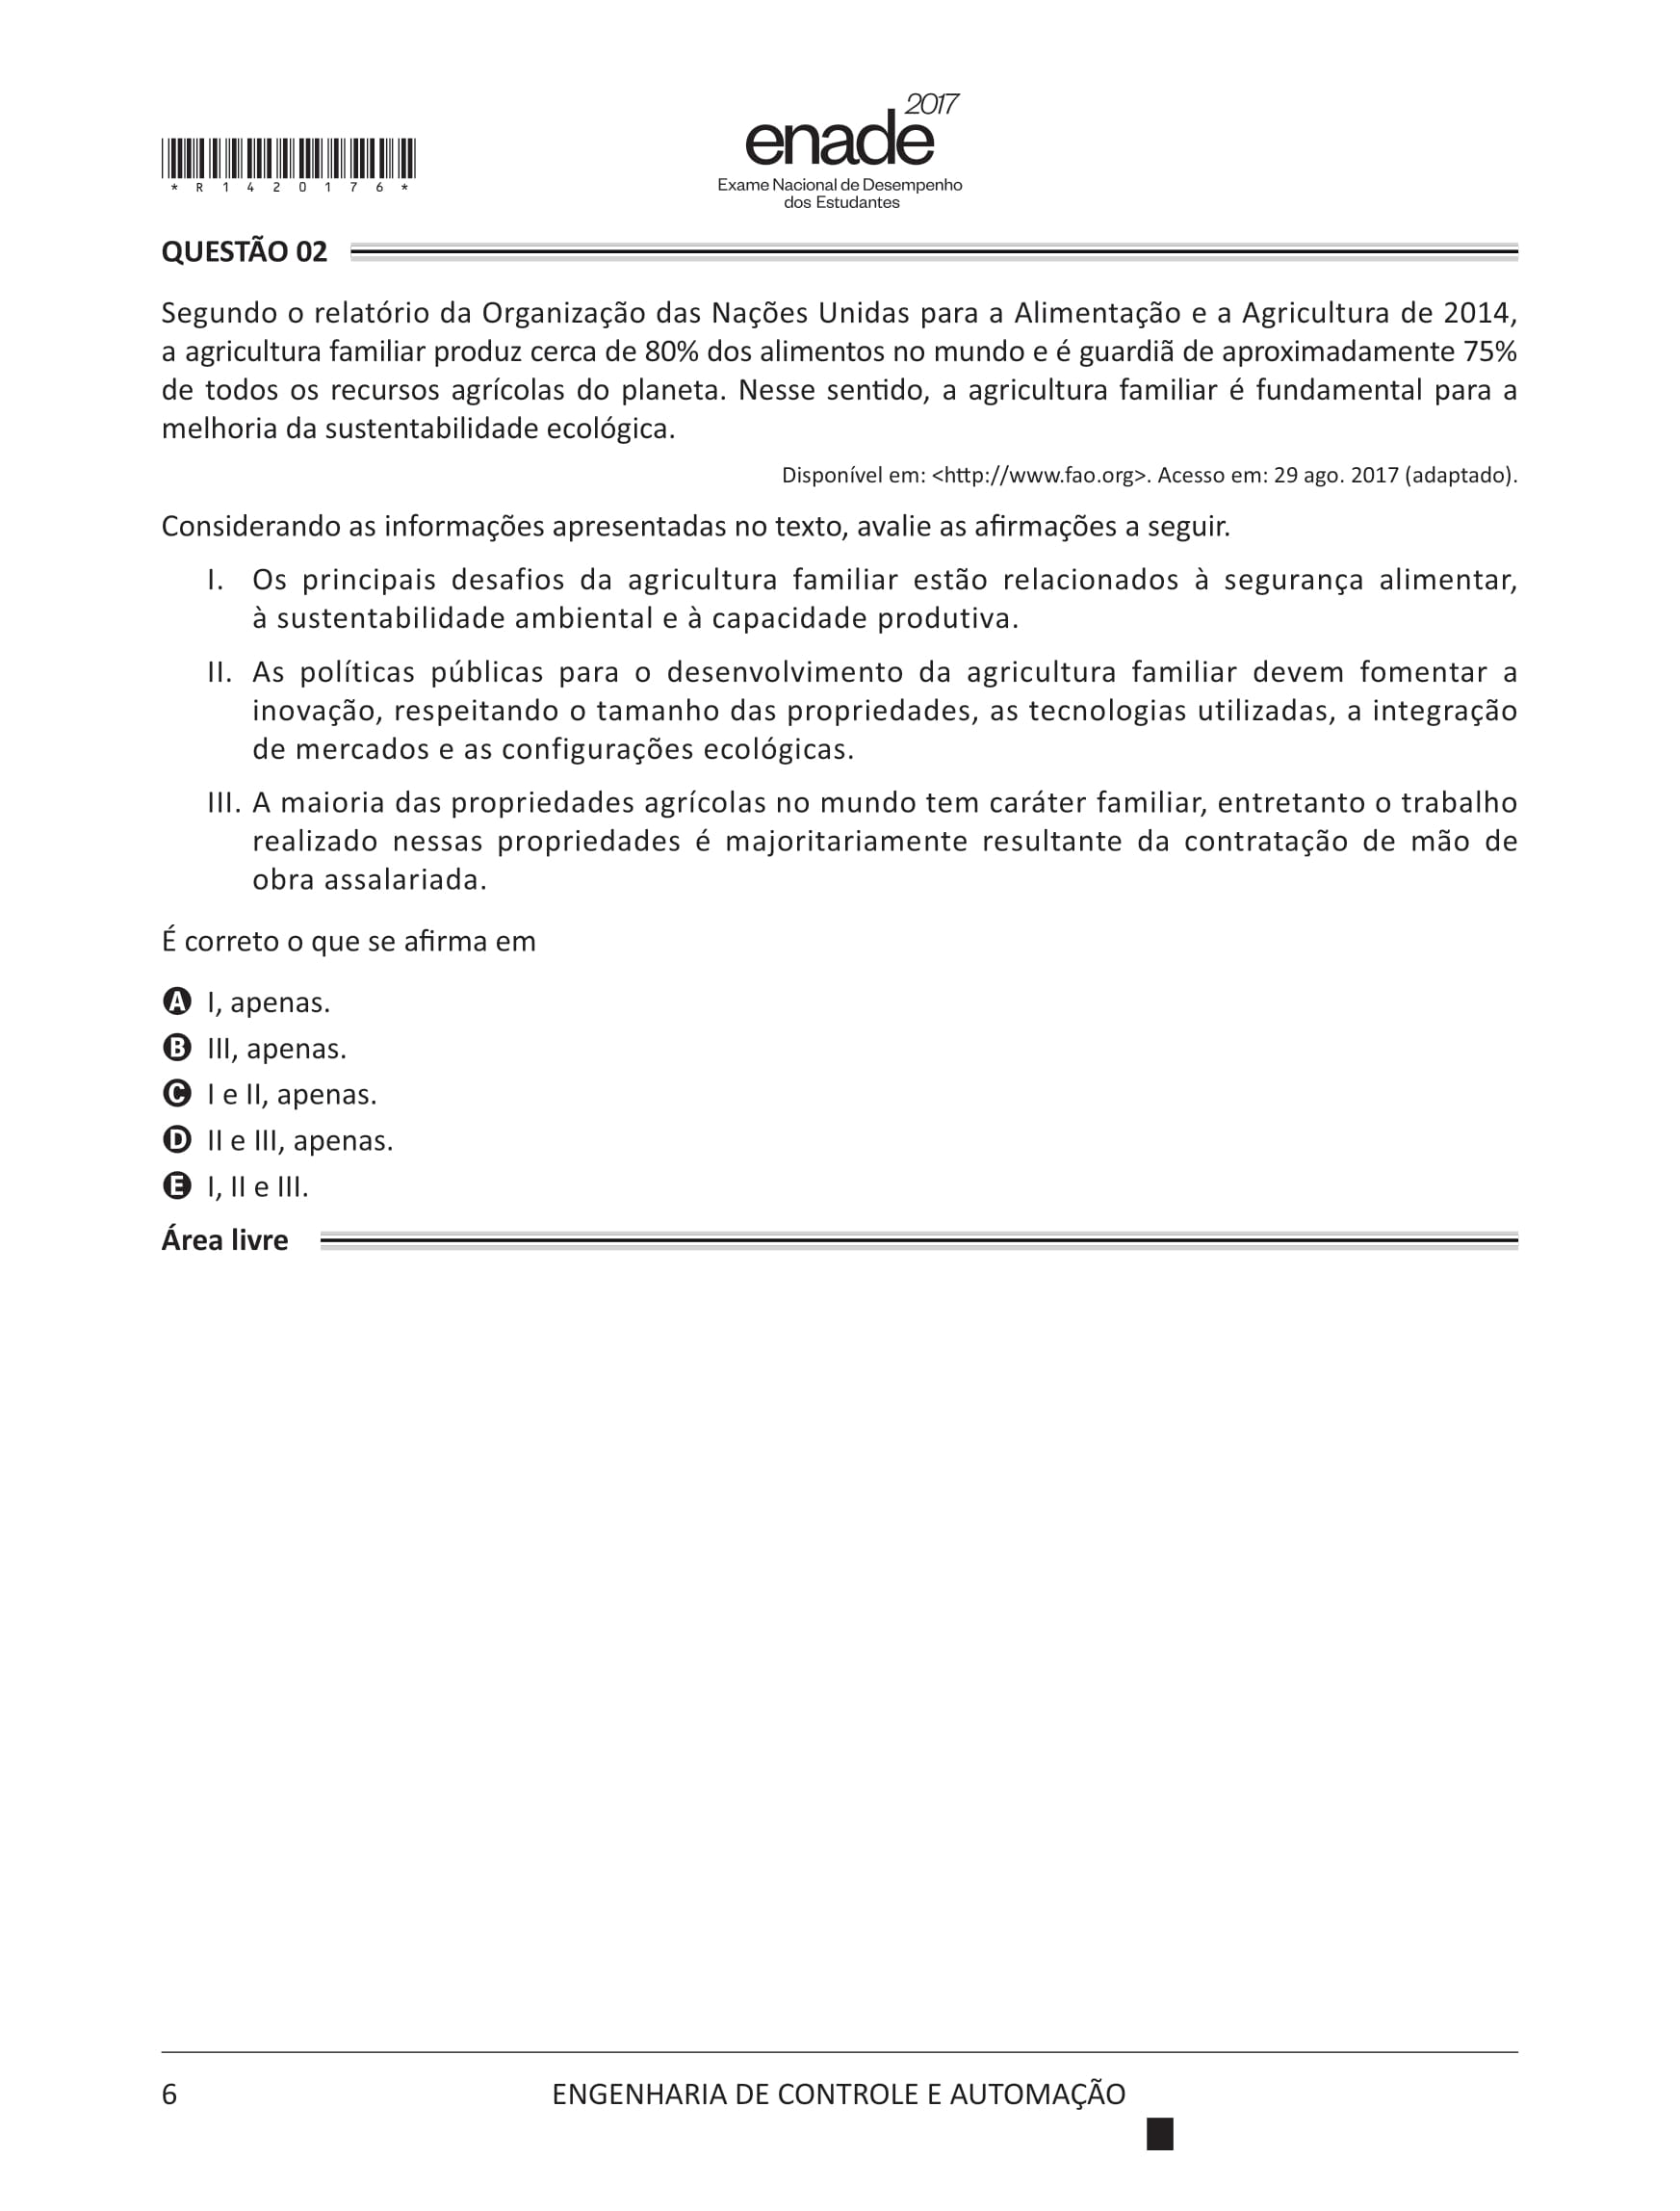 *R1420176*
2017
enade
Exame Nacional de Desempenho
dos Estudantes
QUESTÃO 02
Segundo o relatório da Organização das Nações Unidas para a Alimentação e a Agricultura de 2014,
a agricultura familiar produz cerca de 80% dos alimentos no mundo e é guardiã de aproximadamente 75%
de todos os recursos agrícolas do planeta. Nesse sentido, a agricultura familiar é fundamental para a
melhoria da sustentabilidade ecológica.
Disponível em: <http://www.fao.org>. Acesso em: 29 ago. 2017 (adaptado).
Considerando as informações apresentadas no texto, avalie as afirmações a seguir.
I. Os principais desafios da agricultura familiar estão relacionados à segurança alimentar,
à sustentabilidade ambiental e à capacidade produtiva.
II. As políticas públicas para o desenvolvimento da agricultura familiar devem fomentar a
inovação, respeitando o tamanho das propriedades, as tecnologias utilizadas, a integração
de mercados e as configurações ecológicas.
III. A maioria das propriedades agrícolas no mundo tem caráter familiar, entretanto o trabalho
realizado nessas propriedades é majoritariamente resultante da contratação de mão de
obra assalariada.
É correto o que se afirma em
A I, apenas.
B III, apenas.
C I e II, apenas.
D II e III, apenas.
E I, II e III.
Área livre
6
ENGENHARIA DE CONTROLE E AUTOMAÇÃO